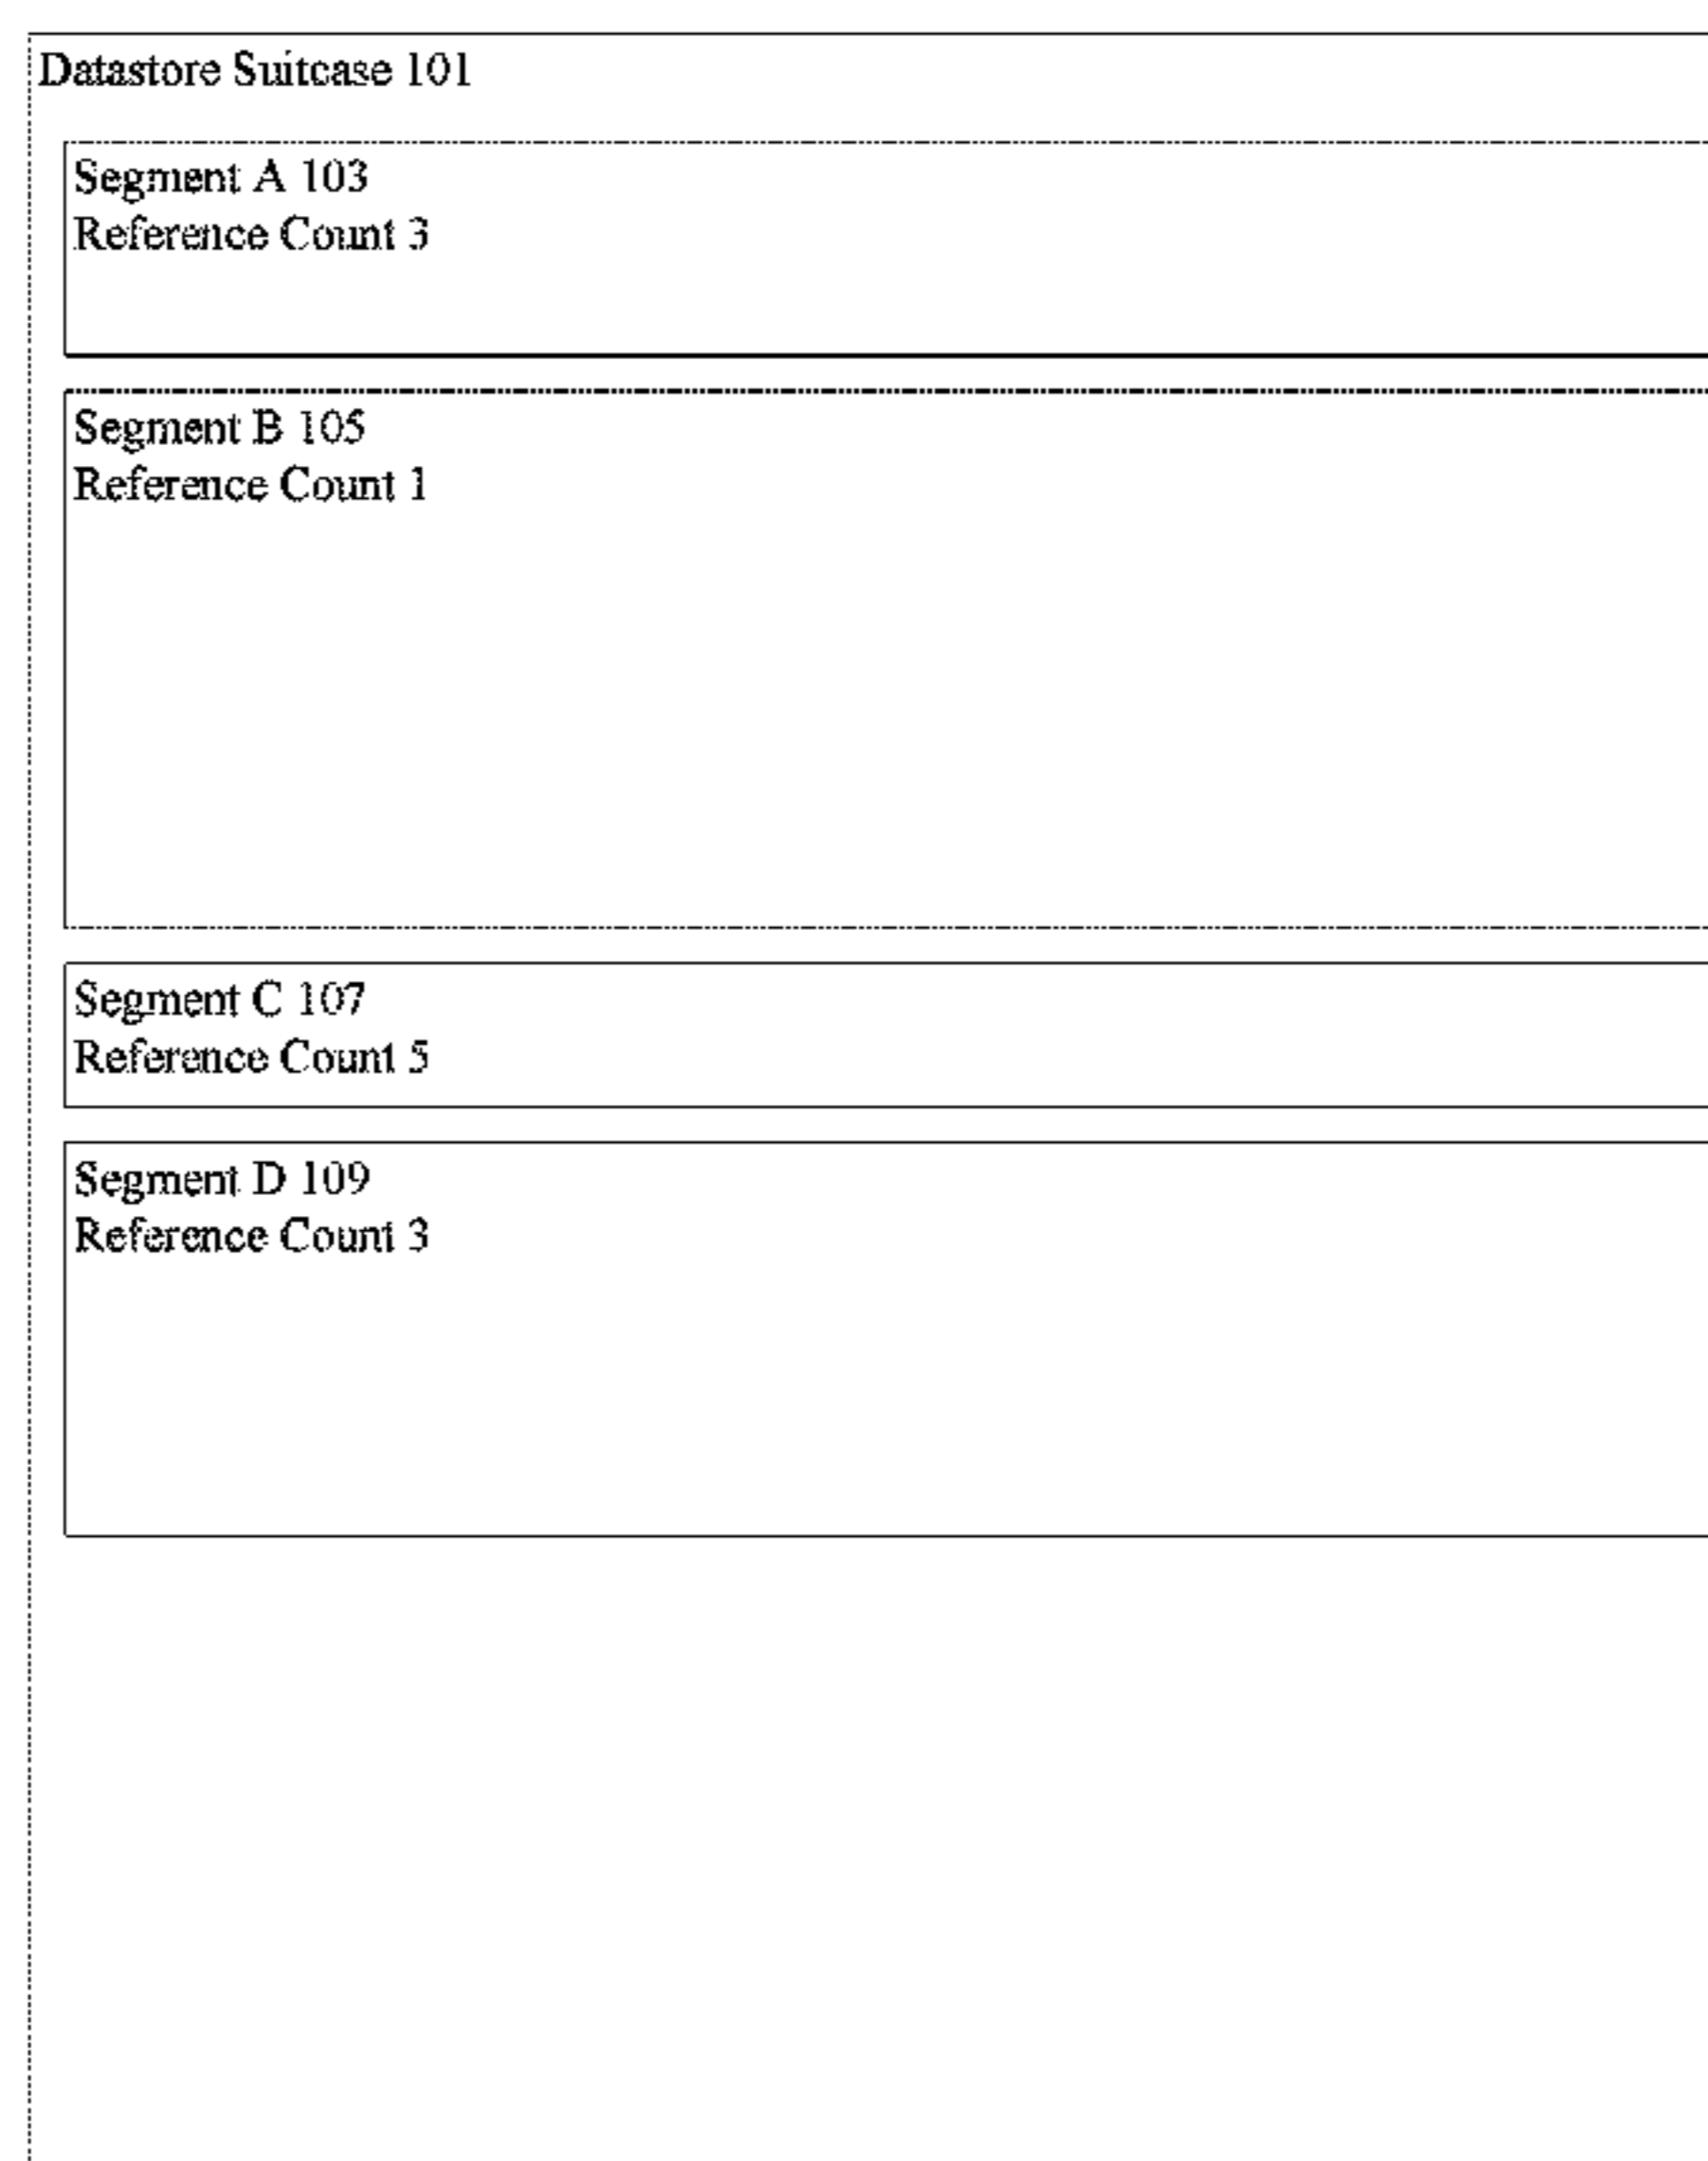 Datastore Suitcase 101
Segment A 103
Reference Count 3
Segment B 105
Reference Count 1
Segment C 107
Reference Count 5
Segment D 109
Reference Count 3